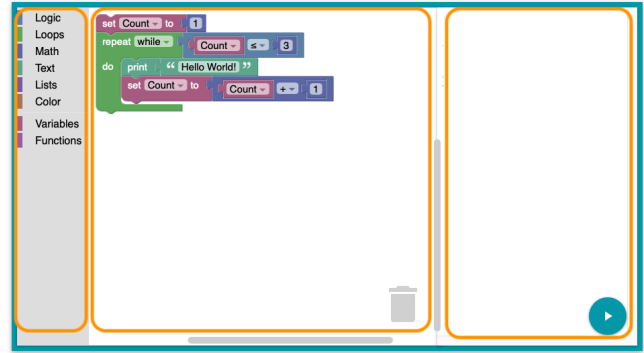 Logic
Loops
Math
Text
Lists
Color
Variables
Functions
set Count to 1
repeat while Count ≤ 3
do print “ Hello World! ”
set Count to Count + 1